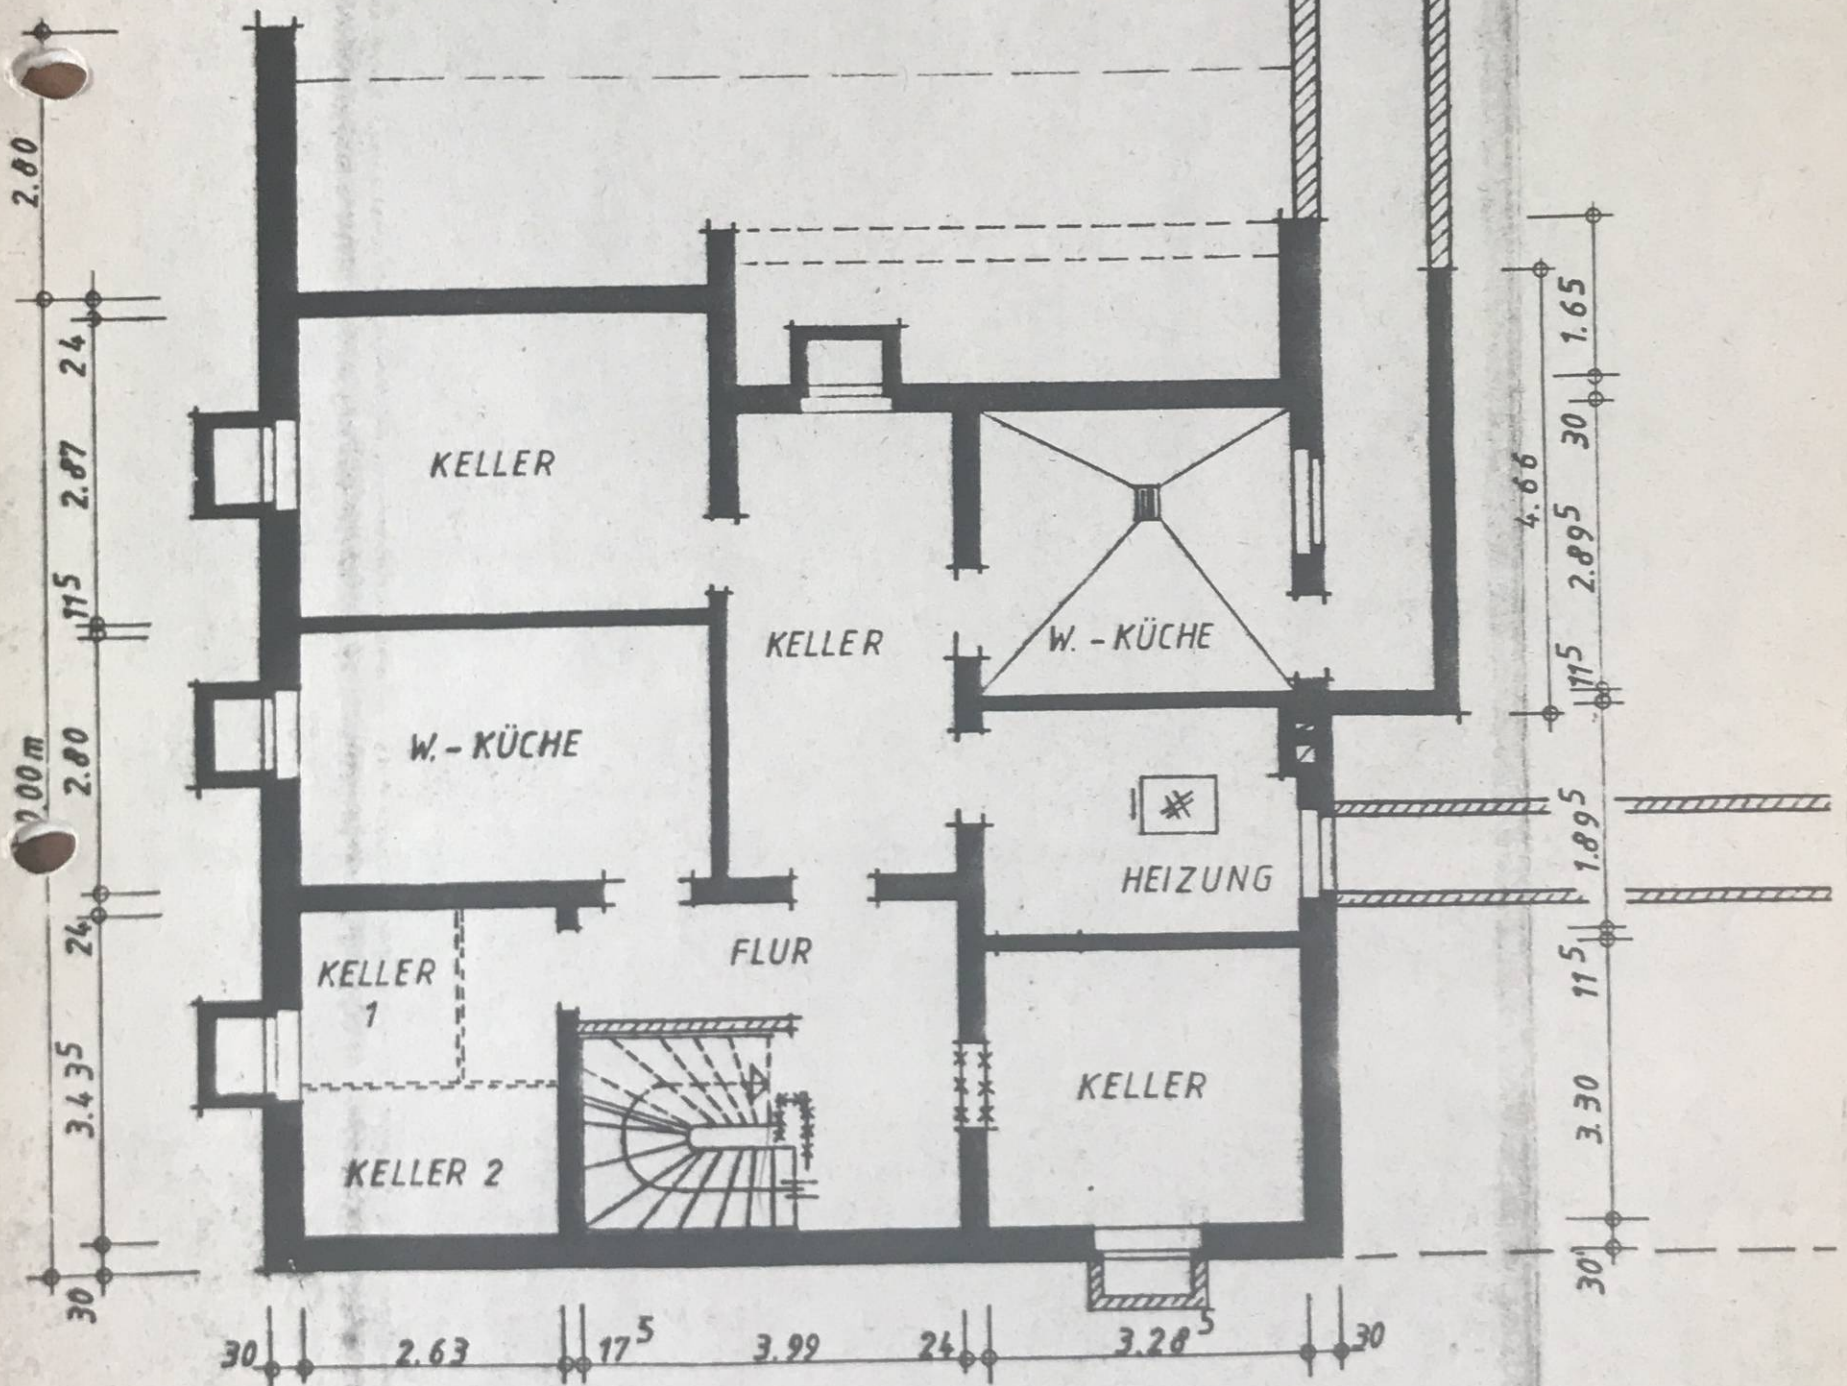 2.80
24
2.87
11⁵
2.80
.00m
24
3.435
30
KELLER
KELLER
W.-KÜCHE
W.-KÜCHE
HEIZUNG
FLUR
KELLER
1
KELLER 2
KELLER
1.65
30
4.66
2.89⁵
11⁵
1.89⁵
11⁵
3.30
30
30
2.63
17⁵
3.99
24
3.28⁵
30